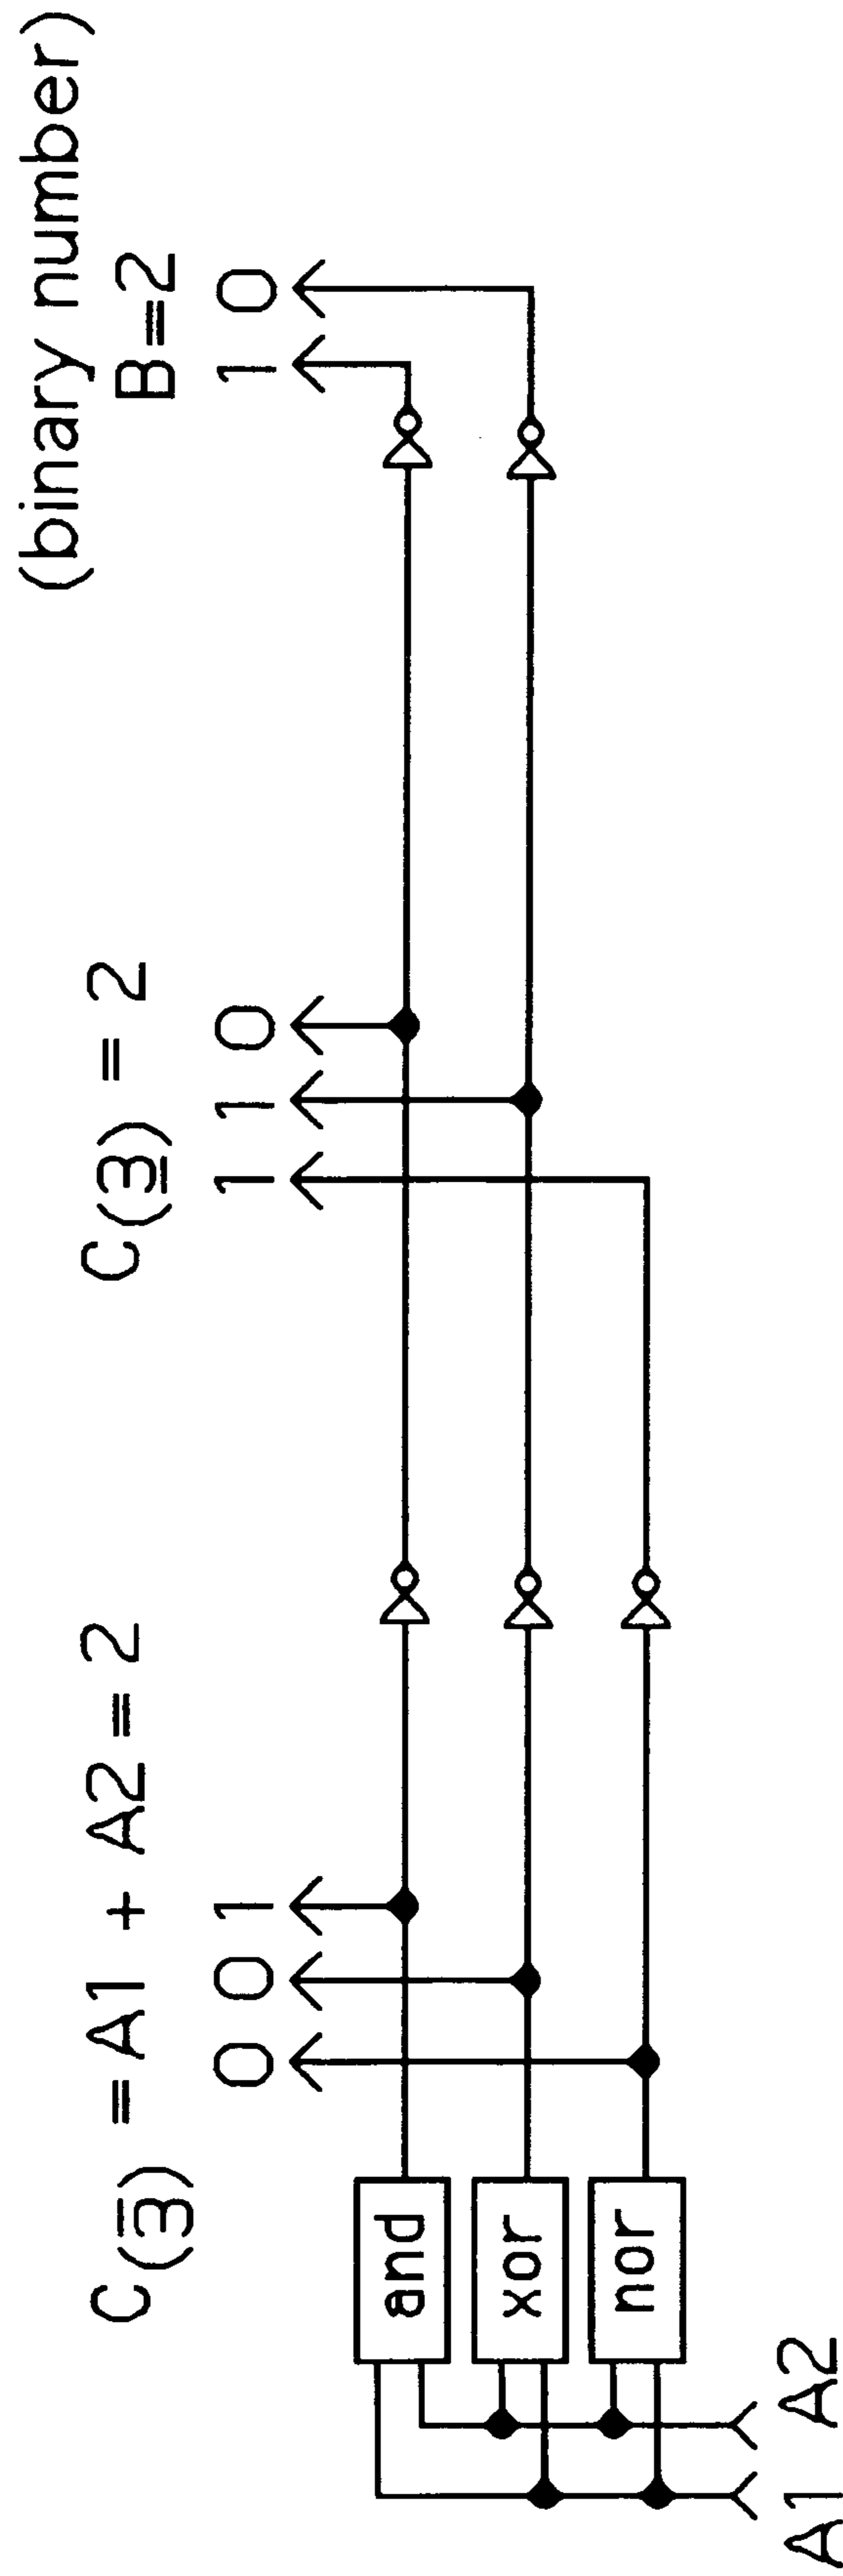 C(3̅) = A1 + A2 = 2
0 0 1
C(3̲) = 2
1 1 0
(binary number)
B=2
1 0
and
xor
nor
A1 A2